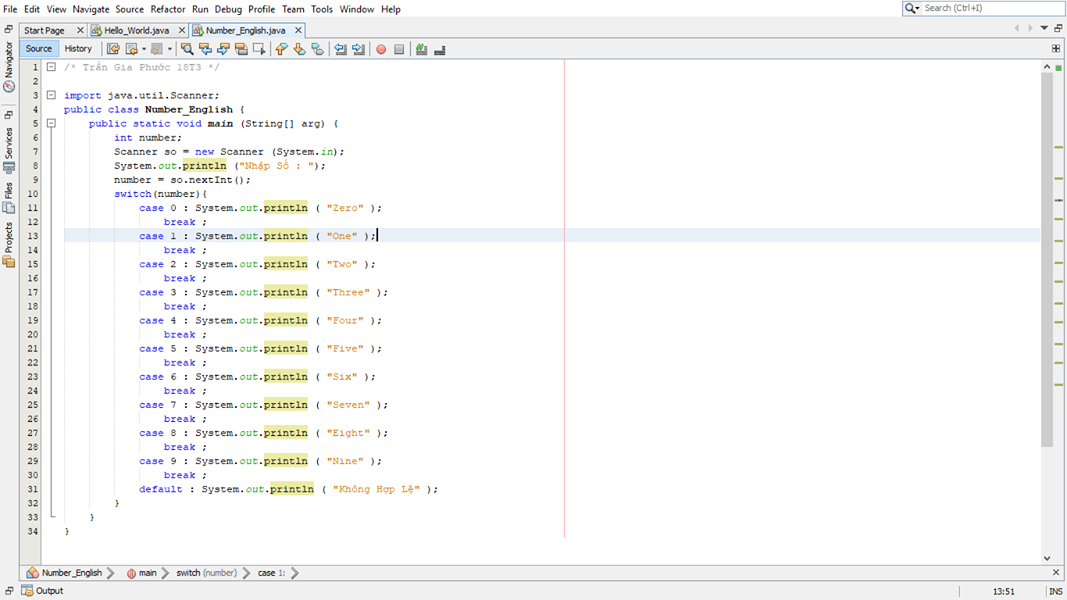 File Edit View Navigate Source Refactor Run Debug Profile Team Tools Window Help
Search (Ctrl+I)
Start Page Hello_World.java Number_English.java
Source History
Navigator
Services
Files
Projects
1 /* Trần Gia Phước 18T3 */
2
3 import java.util.Scanner;
4 public class Number_English {
5 public static void main (String[] arg) {
6 int number;
7 Scanner so = new Scanner (System.in);
8 System.out.println ("Nhập Số : ");
9 number = so.nextInt();
10 switch(number){
11 case 0 : System.out.println ( "Zero" );
12 break ;
13 case 1 : System.out.println ( "One" );
14 break ;
15 case 2 : System.out.println ( "Two" );
16 break ;
17 case 3 : System.out.println ( "Three" );
18 break ;
19 case 4 : System.out.println ( "Four" );
20 break ;
21 case 5 : System.out.println ( "Five" );
22 break ;
23 case 6 : System.out.println ( "Six" );
24 break ;
25 case 7 : System.out.println ( "Seven" );
26 break ;
27 case 8 : System.out.println ( "Eight" );
28 break ;
29 case 9 : System.out.println ( "Nine" );
30 break ;
31 default : System.out.println ( "Không Hợp Lệ" );
32 }
33 }
34 }
Number_English main switch (number) case 1:
Output 13:51 INS